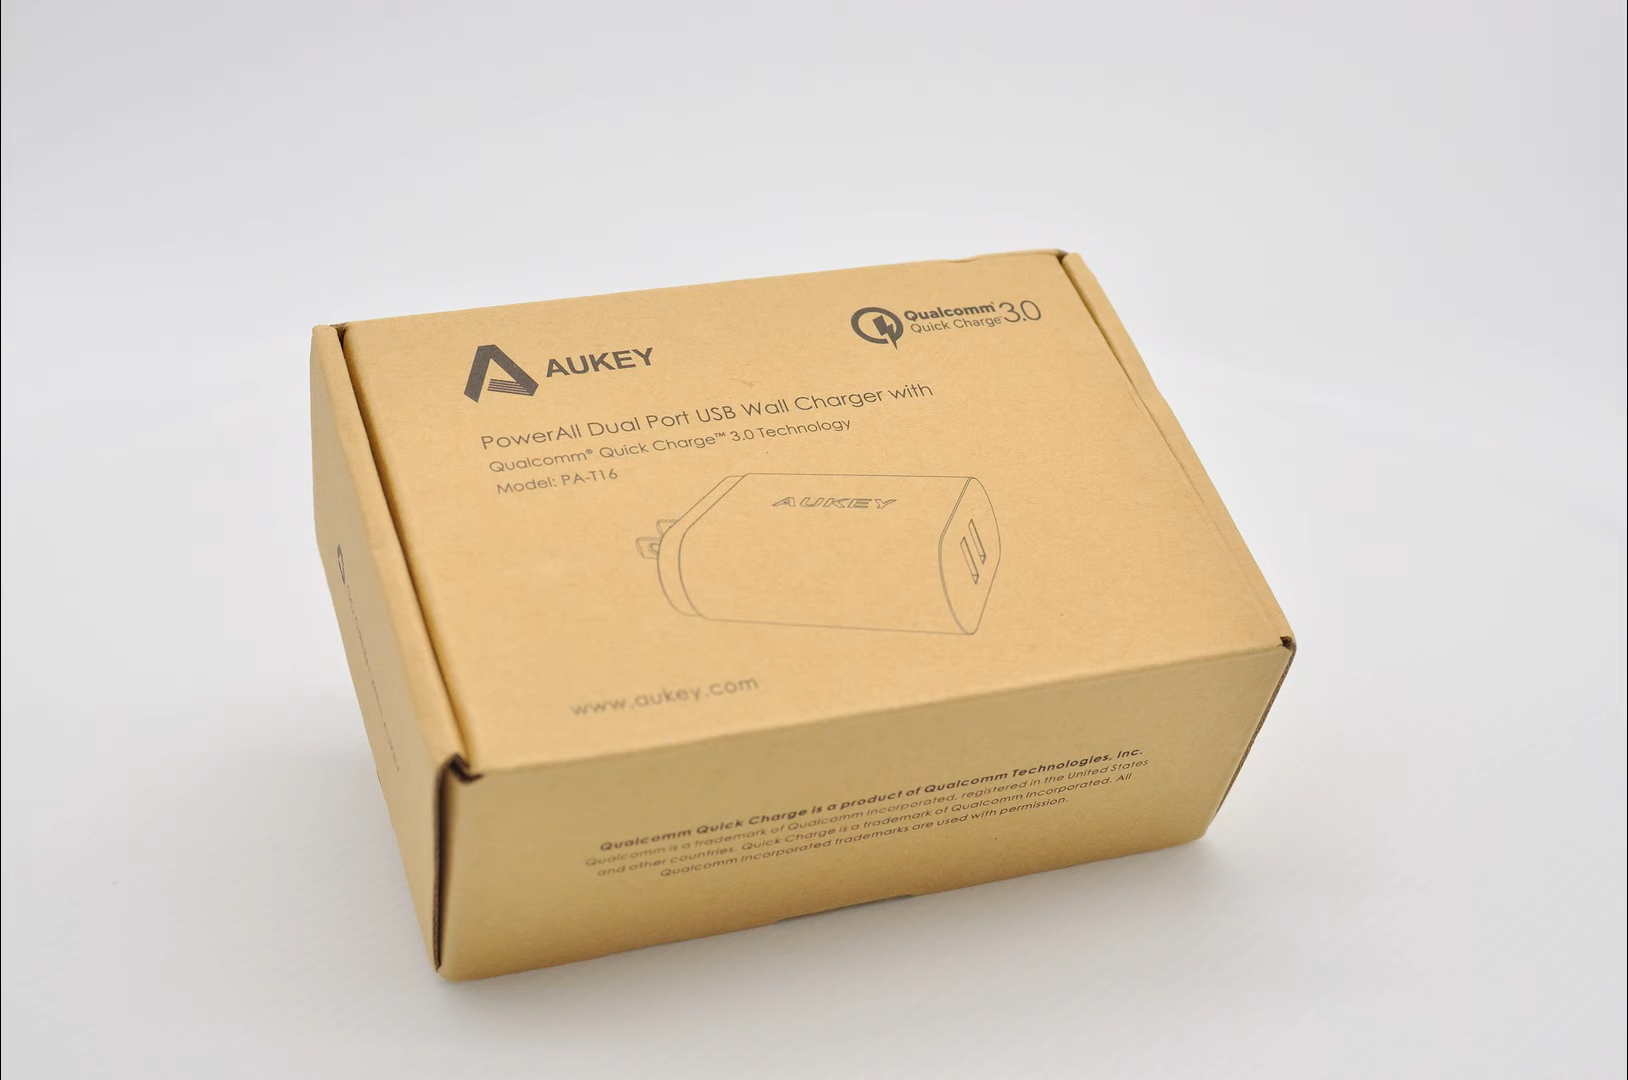 AUKEY
Qualcomm®
Quick Charge 3.0
PowerAll Dual Port USB Wall Charger with
Qualcomm® Quick Charge™ 3.0 Technology
Model: PA-T16
AUKEY
www.aukey.com
Qualcomm Quick Charge is a product of Qualcomm Technologies, Inc.
Qualcomm is a trademark of Qualcomm Incorporated, registered in the United States
and other countries. Quick Charge is a trademark of Qualcomm Incorporated. All
Qualcomm Incorporated trademarks are used with permission.